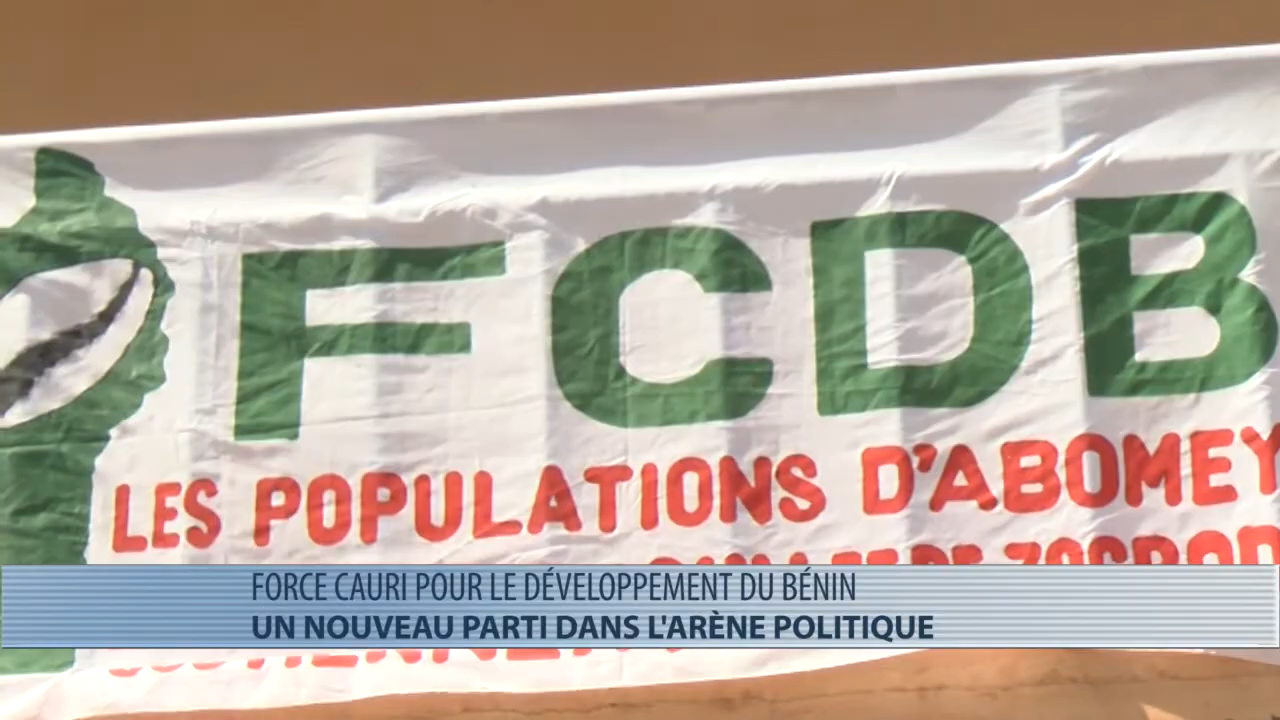 FCDB
LES POPULATIONS D'ABOMEY
FORCE CAURI POUR LE DÉVELOPPEMENT DU BÉNIN
UN NOUVEAU PARTI DANS L'ARÈNE POLITIQUE